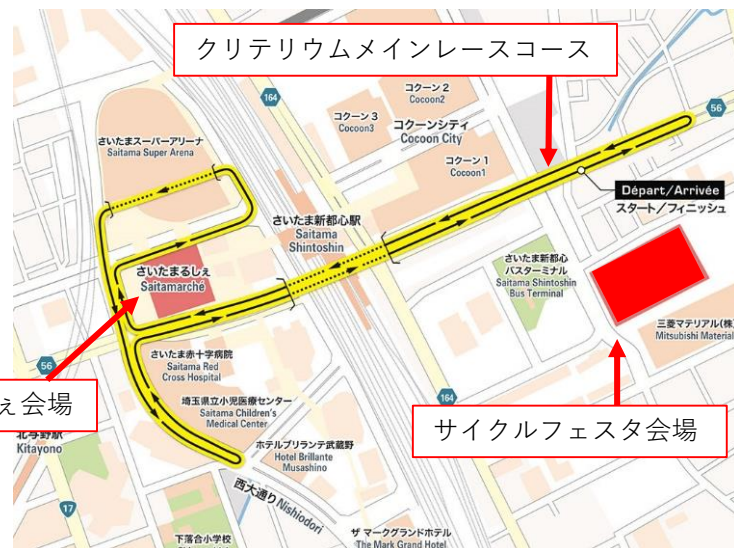 クリテリウムメインレースコース
164
コクーン 2
Cocoon2
コクーン 3
Cocoon3
コクーンシティ
Cocoon City
56
さいたまスーパーアリーナ
Saitama Super Arena
コクーン 1
Cocoon1
Départ/Arrivée
スタート/フィニッシュ
さいたま新都心駅
Saitama
Shintoshin
さいたまるしぇ
Saitamarché
さいたま新都心
バスターミナル
Saitama Shintoshin
Bus Terminal
三菱マテリアル(株)
Mitsubishi Material
さいたま赤十字病院
Saitama Red
Cross Hospital
56
埼玉県立小児医療センター
Saitama Children's
Medical Center
164
ぇ会場
サイクルフェスタ会場
北与野駅
Kitayono
ホテルブリランテ武蔵野
Hotel Brillante
Musashino
西大通り Nishiodori
17
下落合小学校
ザ マークグランドホテル
The Mark Grand Hotel